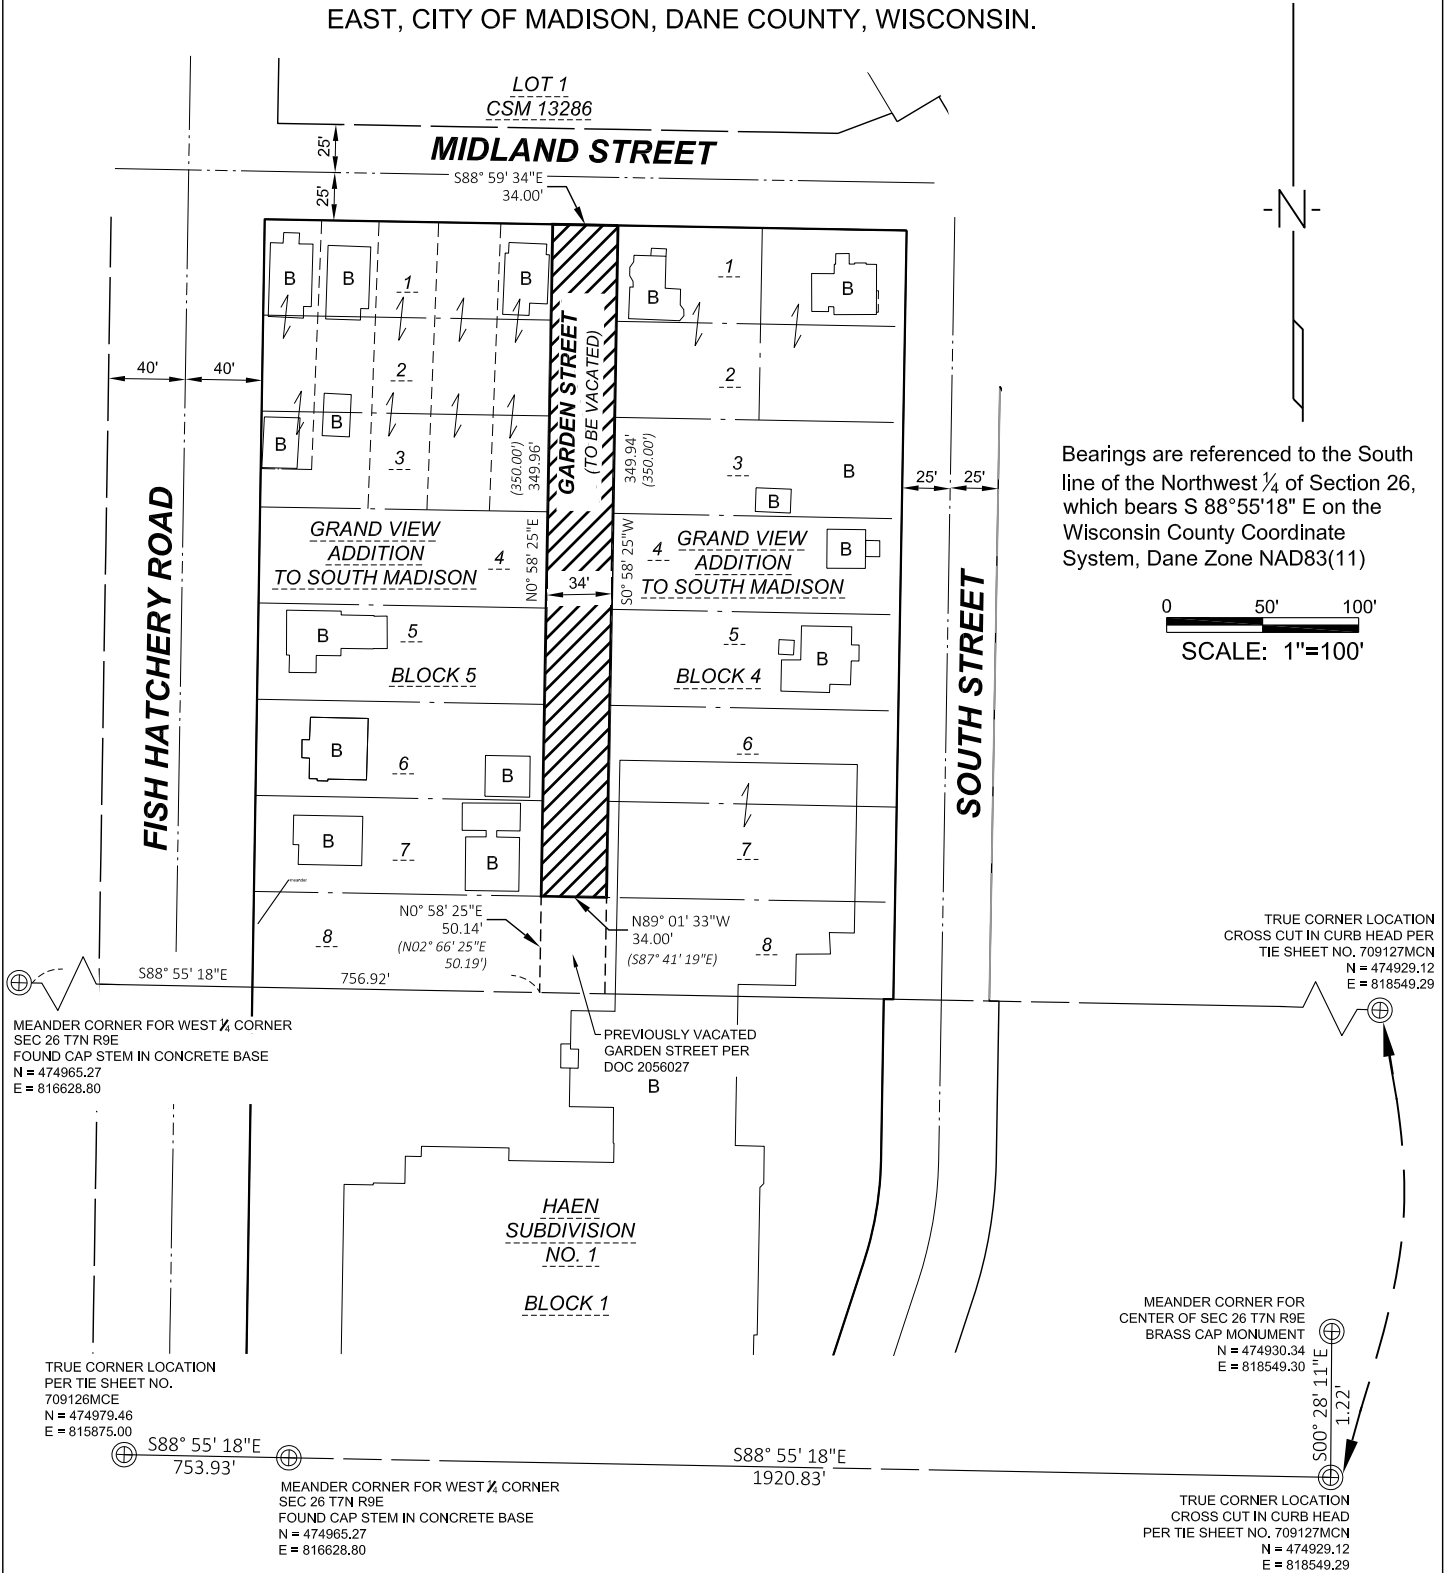 EAST, CITY OF MADISON, DANE COUNTY, WISCONSIN.
LOT 1
CSM 13286
25'
MIDLAND STREET
25'
S88° 59' 34"E
34.00'
-N-
B
B
1
B
B
1
B
GARDEN STREET
(TO BE VACATED)
40'
40'
2
2
B
B
3
(350.00')
349.96'
349.94'
(350.00')
3
B
B
25'
25'
Bearings are referenced to the South
line of the Northwest ¼ of Section 26,
which bears S 88°55'18" E on the
Wisconsin County Coordinate
System, Dane Zone NAD83(11)
FISH HATCHERY ROAD
GRAND VIEW
ADDITION
TO SOUTH MADISON
4
N0° 58' 25"E
34'
S0° 58' 25"W
4
GRAND VIEW
ADDITION
TO SOUTH MADISON
B
SOUTH STREET
0 50' 100'
SCALE: 1"=100'
B
5
BLOCK 5
5
BLOCK 4
B
B
6
B
6
B
7
B
7
meander
8
N0° 58' 25"E
50.14'
(N02° 66' 25"E
50.19')
N89° 01' 33"W
34.00'
(S87° 41' 19"E)
8
TRUE CORNER LOCATION
CROSS CUT IN CURB HEAD PER
TIE SHEET NO. 709127MCN
N = 474929.12
E = 818549.29
S88° 55' 18"E
756.92'
MEANDER CORNER FOR WEST ¼ CORNER
SEC 26 T7N R9E
FOUND CAP STEM IN CONCRETE BASE
N = 474965.27
E = 816628.80
PREVIOUSLY VACATED
GARDEN STREET PER
DOC 2056027
B
HAEN
SUBDIVISION
NO. 1
BLOCK 1
MEANDER CORNER FOR
CENTER OF SEC 26 T7N R9E
BRASS CAP MONUMENT
N = 474930.34
E = 818549.30
S00° 28' 11"E
1.22'
TRUE CORNER LOCATION
PER TIE SHEET NO.
709126MCE
N = 474979.46
E = 815875.00
S88° 55' 18"E
753.93'
S88° 55' 18"E
1920.83'
MEANDER CORNER FOR WEST ¼ CORNER
SEC 26 T7N R9E
FOUND CAP STEM IN CONCRETE BASE
N = 474965.27
E = 816628.80
TRUE CORNER LOCATION
CROSS CUT IN CURB HEAD
PER TIE SHEET NO. 709127MCN
N = 474929.12
E = 818549.29